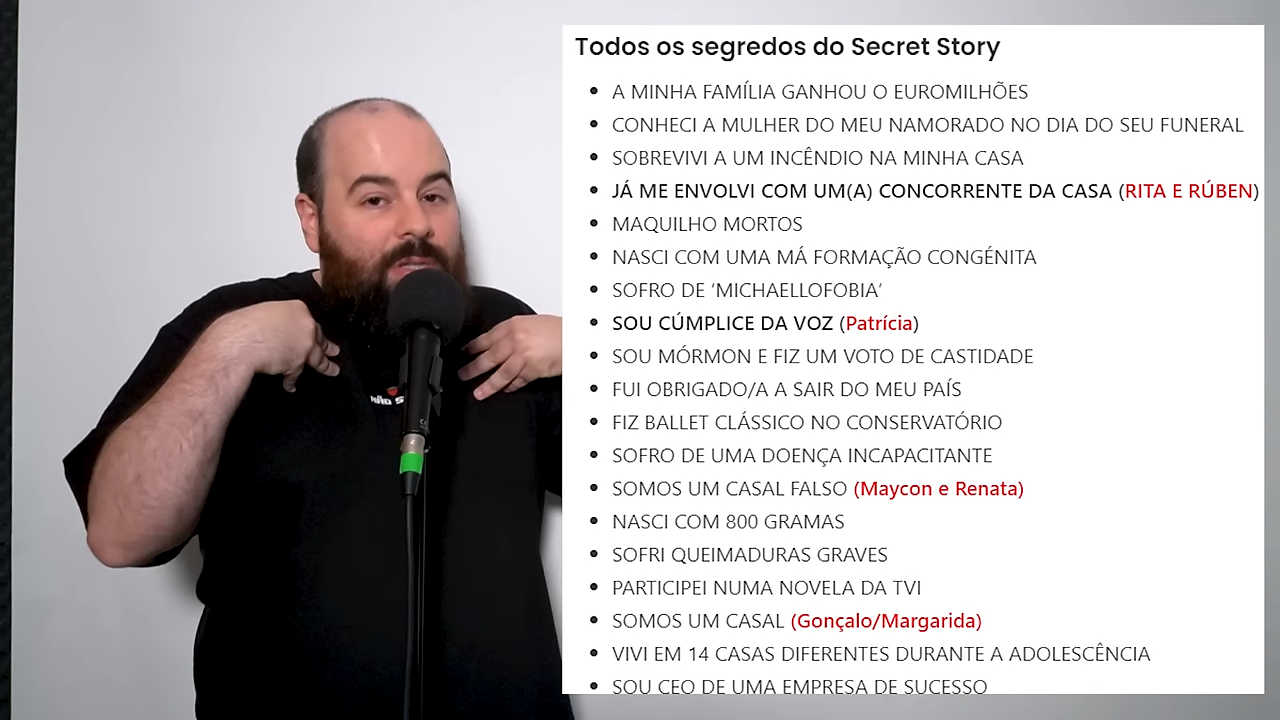 Todos os segredos do Secret Story
A MINHA FAMÍLIA GANHOU O EUROMILHÕES
CONHECI A MULHER DO MEU NAMORADO NO DIA DO SEU FUNERAL
SOBREVIVI A UM INCÊNDIO NA MINHA CASA
JÁ ME ENVOLVI COM UM(A) CONCORRENTE DA CASA (RITA E RÚBEN)
MAQUILHO MORTOS
NASCI COM UMA MÁ FORMAÇÃO CONGÉNITA
SOFRO DE ‘MICHAELLOFOBIA’
SOU CÚMPLICE DA VOZ (Patrícia)
SOU MÓRMON E FIZ UM VOTO DE CASTIDADE
FUI OBRIGADO/A A SAIR DO MEU PAÍS
FIZ BALLET CLÁSSICO NO CONSERVATÓRIO
SOFRO DE UMA DOENÇA INCAPACITANTE
SOMOS UM CASAL FALSO (Maycon e Renata)
NASCI COM 800 GRAMAS
SOFRI QUEIMADURAS GRAVES
PARTICIPEI NUMA NOVELA DA TVI
SOMOS UM CASAL (Gonçalo/Margarida)
VIVI EM 14 CASAS DIFERENTES DURANTE A ADOLESCÊNCIA
SOU CEO DE UMA EMPRESA DE SUCESSO